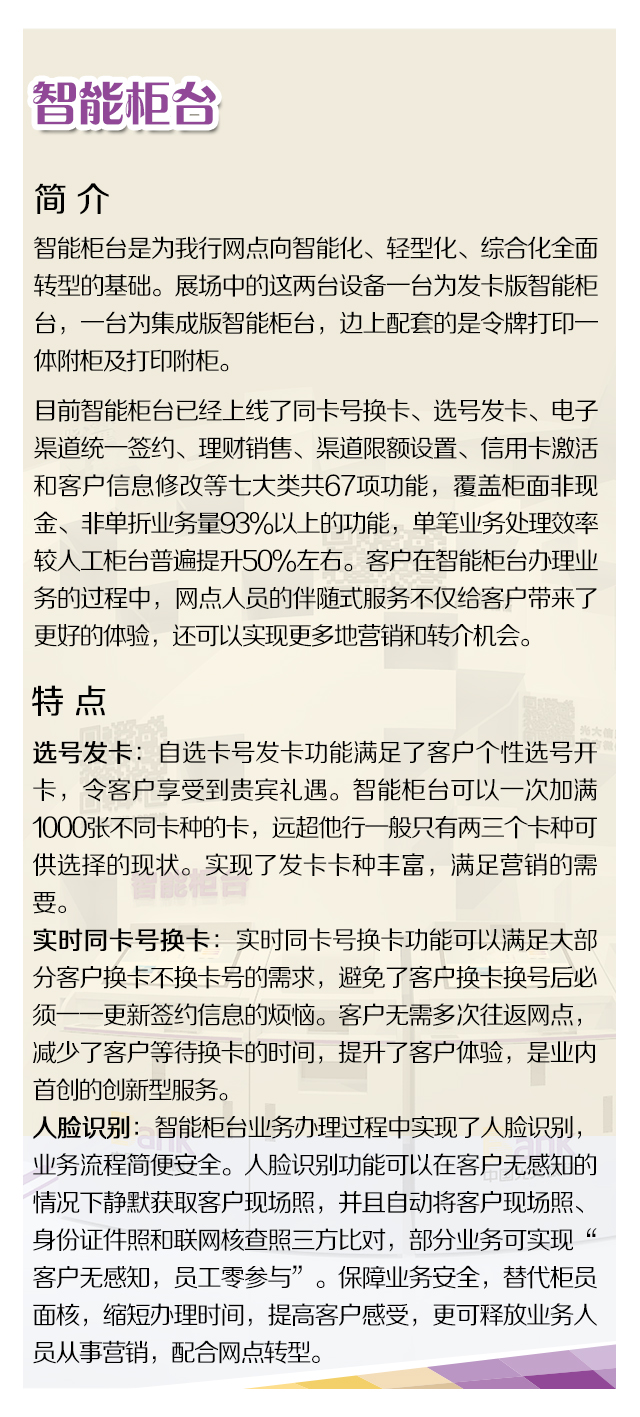 智能柜台
简介
智能柜台是为我行网点向智能化、轻型化、综合化全面
转型的基础。展场中的这两台设备一台为发卡版智能柜
台，一台为集成版智能柜台，边上配套的是令牌打印一
体附柜及打印附柜。
目前智能柜台已经上线了同卡号换卡、选号发卡、电子
渠道统一签约、理财销售、渠道限额设置、信用卡激活
和客户信息修改等七大类共67项功能，覆盖柜面非现
金、非单折业务量93%以上的功能，单笔业务处理效率
较人工柜台普遍提升50%左右。客户在智能柜台办理业
务的过程中，网点人员的伴随式服务不仅给客户带来了
更好的体验，还可以实现更多地营销和转介机会。
特点
选号发卡：自选卡号发卡功能满足了客户个性选号开
卡，令客户享受到贵宾礼遇。智能柜台可以一次加满
1000张不同卡种的卡，远超他行一般只有两三个卡种可
供选择的现状。实现了发卡卡种丰富，满足营销的需
要。
实时同卡号换卡：实时同卡号换卡功能可以满足大部
分客户换卡不换卡号的需求，避免了客户换卡换号后必
须一一更新签约信息的烦恼。客户无需多次往返网点，
减少了客户等待换卡的时间，提升了客户体验，是业内
首创的创新型服务。
人脸识别：智能柜台业务办理过程中实现了人脸识别，
业务流程简便安全。人脸识别功能可以在客户无感知的
情况下静默获取客户现场照，并且自动将客户现场照、
身份证件照和联网核查照三方比对，部分业务可实现“
客户无感知，员工零参与”。保障业务安全，替代柜员
面核，缩短办理时间，提高客户感受，更可释放业务人
员从事营销，配合网点转型。
智能柜台